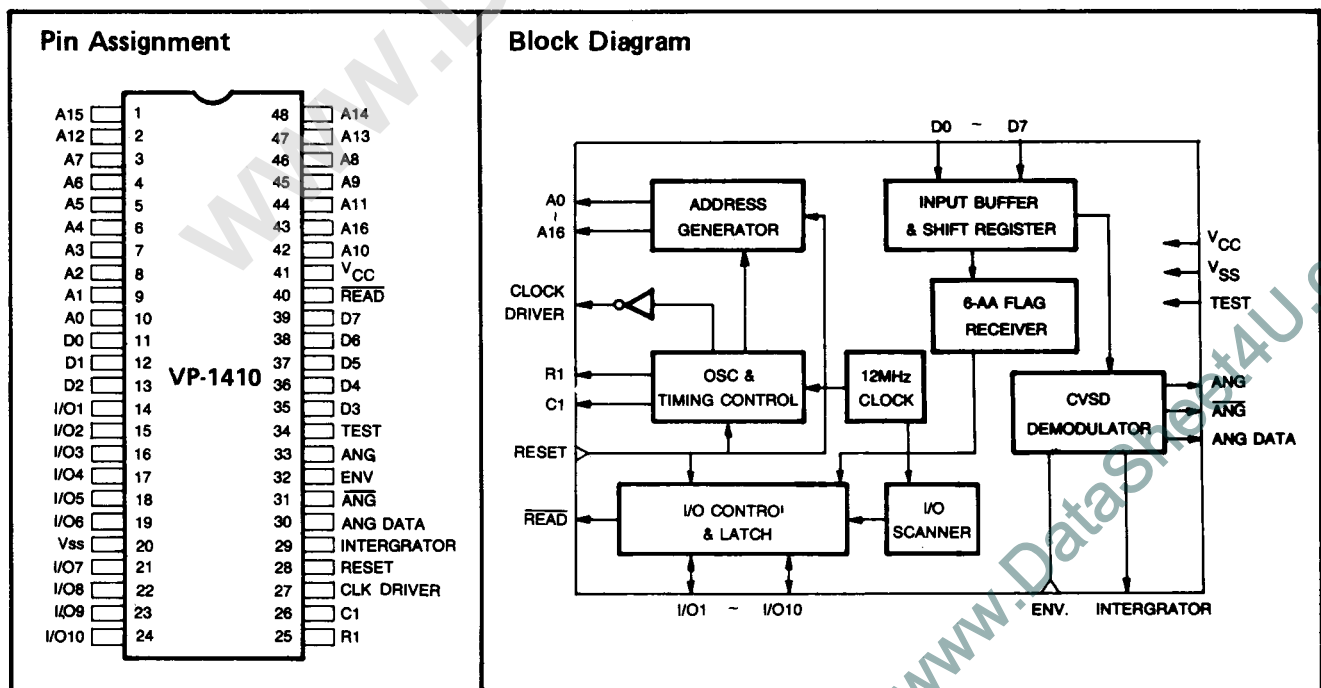 Pin Assignment
A15 1 48 A14
A12 2 47 A13
A7 3 46 A8
A6 4 45 A9
A5 5 44 A11
A4 6 43 A16
A3 7 42 A10
A2 8 41 VCC
A1 9 40 R̅E̅A̅D̅
A0 10 39 D7
D0 11 38 D6
D1 12 37 D5
D2 13 36 D4
I/O1 14 35 D3
I/O2 15 34 TEST
I/O3 16 33 ANG
I/O4 17 32 ENV
I/O5 18 31 A̅N̅G̅
I/O6 19 30 ANG DATA
Vss 20 29 INTERGRATOR
I/O7 21 28 RESET
I/O8 22 27 CLK DRIVER
I/O9 23 26 C1
I/O10 24 25 R1
VP-1410
Block Diagram
D0 ~ D7
A0
~
A16
ADDRESS
GENERATOR
INPUT BUFFER
& SHIFT REGISTER
VCC
VSS
TEST
CLOCK
DRIVER
6-AA FLAG
RECEIVER
R1
C1
OSC &
TIMING CONTROL
12MHz
CLOCK
CVSD
DEMODULATOR
ANG
A̅N̅G̅
ANG DATA
RESET
R̅E̅A̅D̅
I/O CONTROl
& LATCH
I/O
SCANNER
I/O1 ~ I/O10
ENV. INTERGRATOR
www.D
www.DataSheet4U.c